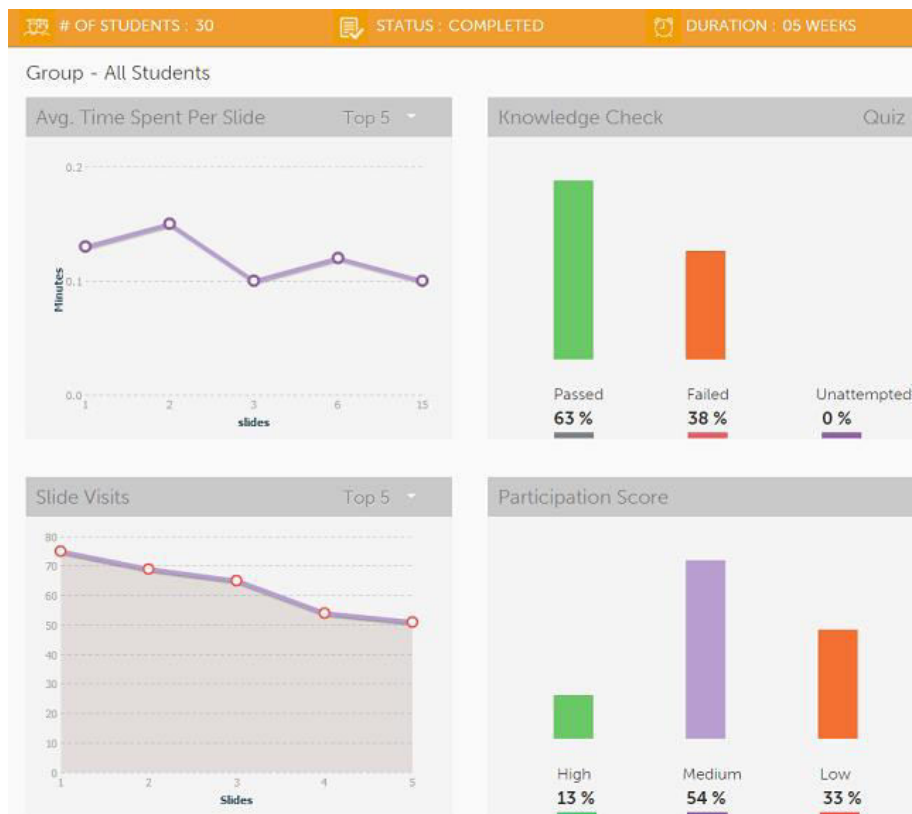 # OF STUDENTS : 30
STATUS : COMPLETED
DURATION : 05 WEEKS
Group - All Students
Avg. Time Spent Per Slide
Top 5
0.2
0.1
0.0
Minutes
1 2 3 6 15
slides
Knowledge Check
Quiz
Passed Failed Unattempted
63 % 38 % 0 %
Slide Visits
Top 5
80
70
60
50
40
30
20
10
0
1 2 3 4 5
Slides
Participation Score
High Medium Low
13 % 54 % 33 %